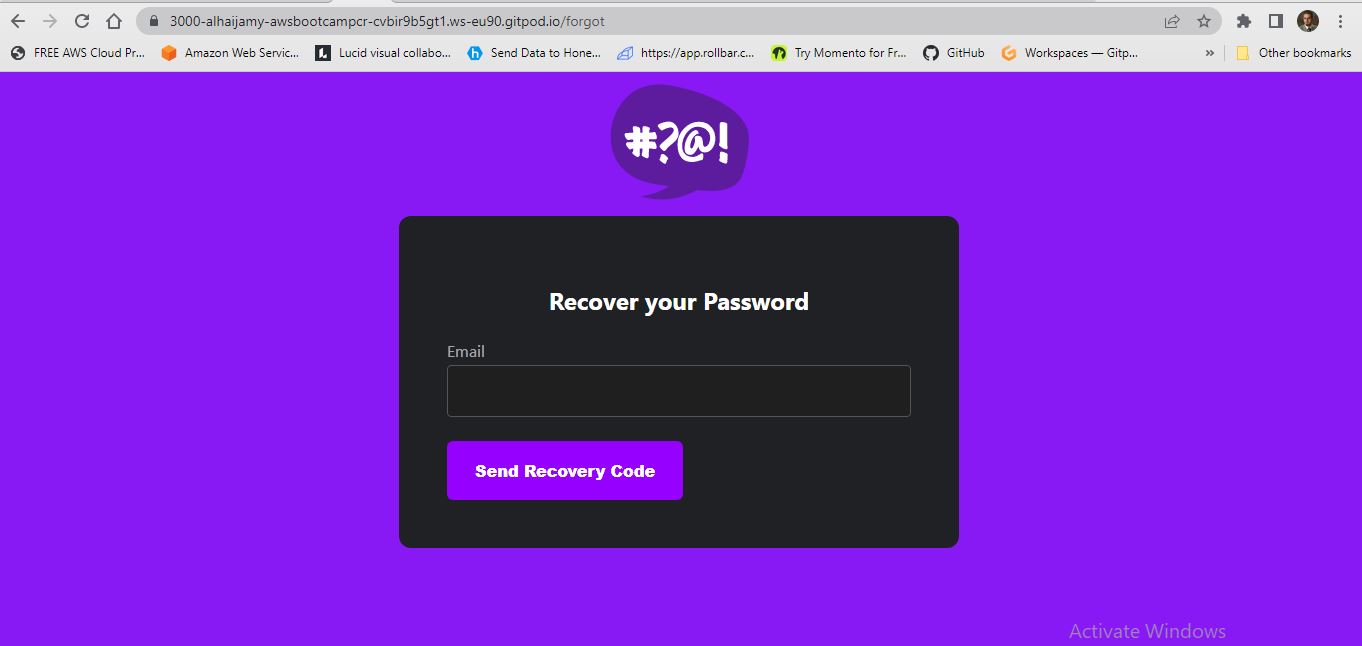 3000-alhaijamy-awsbootcampcr-cvbir9b5gt1.ws-eu90.gitpod.io/forgot
FREE AWS Cloud Pr... Amazon Web Servic... Lucid visual collabo... Send Data to Hone... https://app.rollbar.c... Try Momento for Fr... GitHub Workspaces — Gitp... » Other bookmarks
#?@!
Recover your Password
Email
Send Recovery Code
Activate Windows